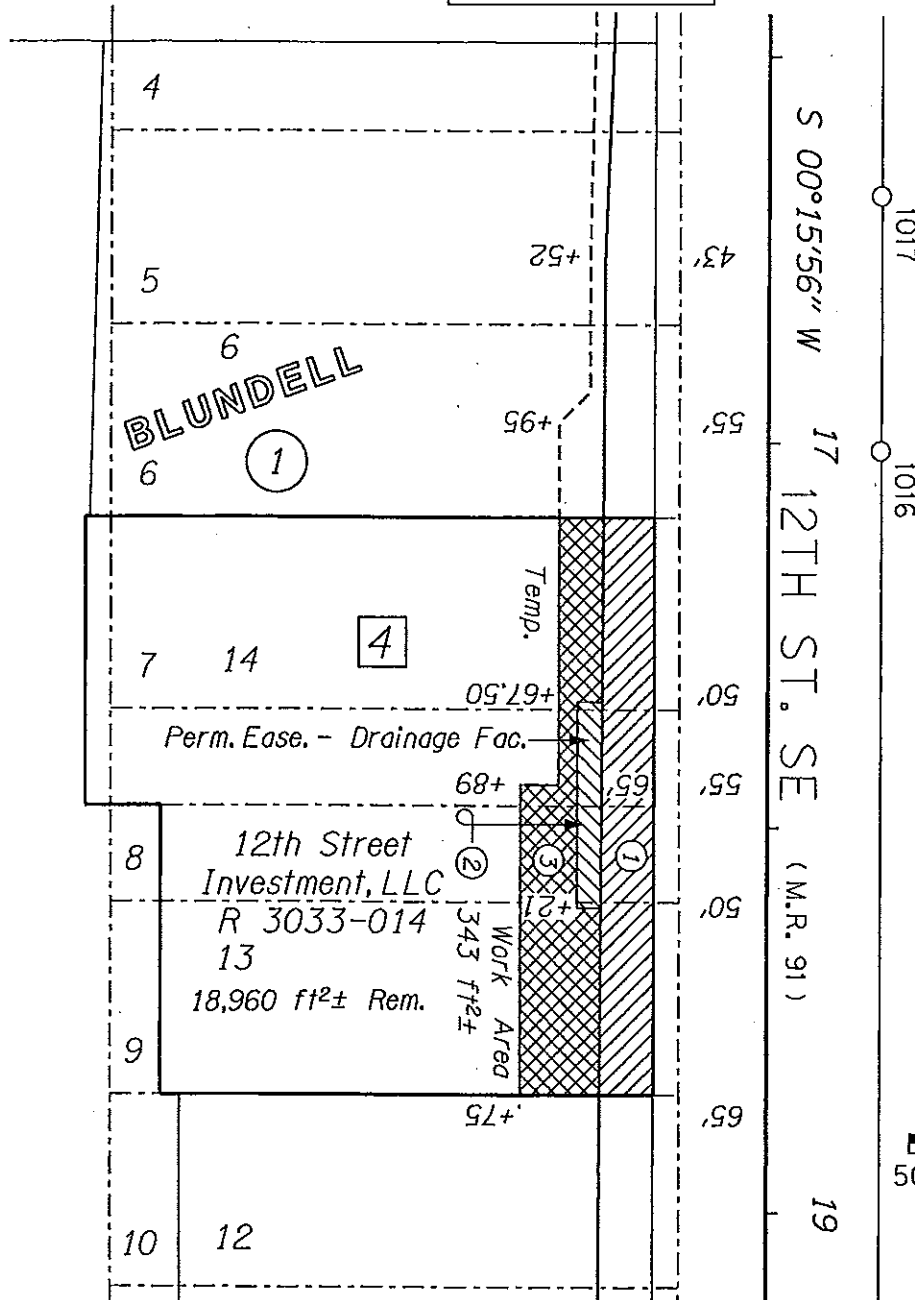 4
5
+52
43'
S 00°15'56" W
1017
6
BLUNDELL
1
6
+95
55'
17
1016
12TH ST. SE
(M.R. 91)
Temp.
4
7
14
+67.50
50'
Perm. Ease. - Drainage Fac.
+89
65'
55'
8
12th Street
Investment, LLC
R 3033-014
13
18,960 ft²± Rem.
2
3
1
+21
50'
343 ft²±
Work Area
9
+75
65'
50
19
10
12